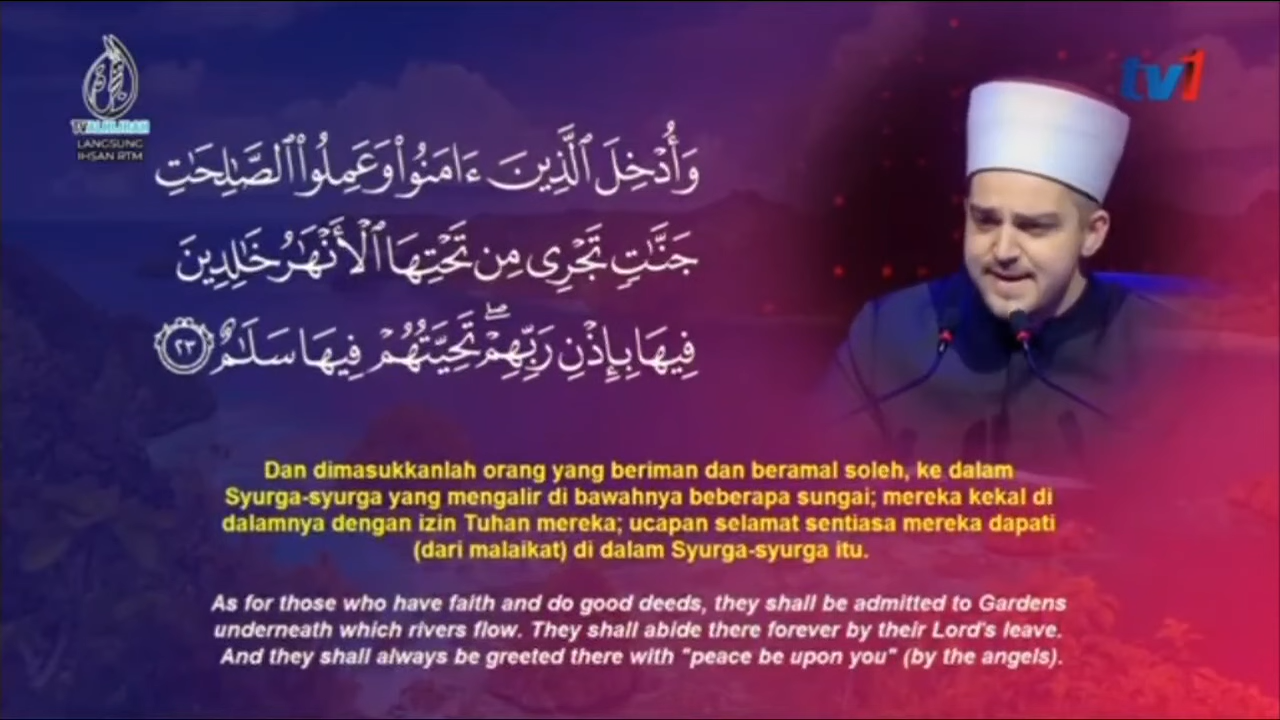 tv1
TVALHIJRAH
LANGSUNG
IHSAN RTM
وَأُدۡخِلَ ٱلَّذِينَ ءَامَنُواْ وَعَمِلُواْ ٱلصَّٰلِحَٰتِ
جَنَّٰتٖ تَجۡرِي مِن تَحۡتِهَا ٱلۡأَنۡهَٰرُ خَٰلِدِينَ
فِيهَا بِإِذۡنِ رَبِّهِمۡۖ تَحِيَّتُهُمۡ فِيهَا سَلَٰمٌ ٢٣
Dan dimasukkanlah orang yang beriman dan beramal soleh, ke dalam
Syurga-syurga yang mengalir di bawahnya beberapa sungai; mereka kekal di
dalamnya dengan izin Tuhan mereka; ucapan selamat sentiasa mereka dapati
(dari malaikat) di dalam Syurga-syurga itu.
As for those who have faith and do good deeds, they shall be admitted to Gardens
underneath which rivers flow. They shall abide there forever by their Lord's leave.
And they shall always be greeted there with "peace be upon you" (by the angels).